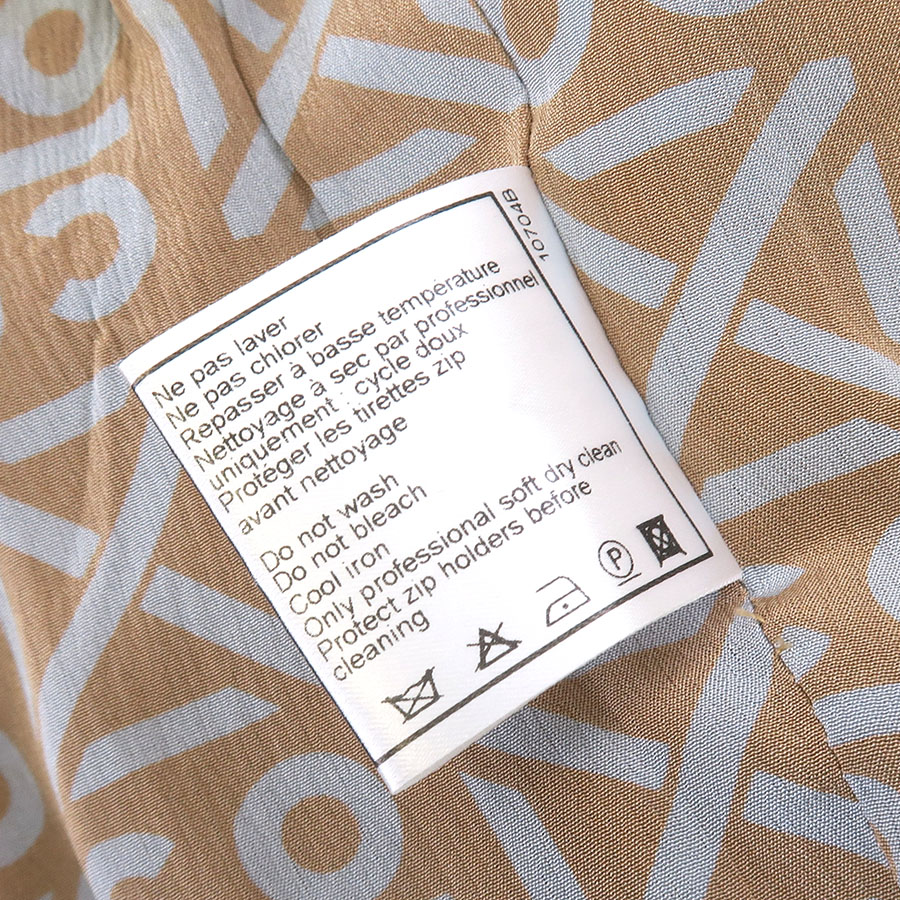 10704B
Ne pas laver
Ne pas chlorer
Repasser à basse température
Nettoyage à sec par professionnel
uniquement : cycle doux
Protéger les tirettes zip
avant nettoyage
Do not wash
Do not bleach
Cool iron
Only professional soft dry clean
Protect zip holders before
cleaning
P